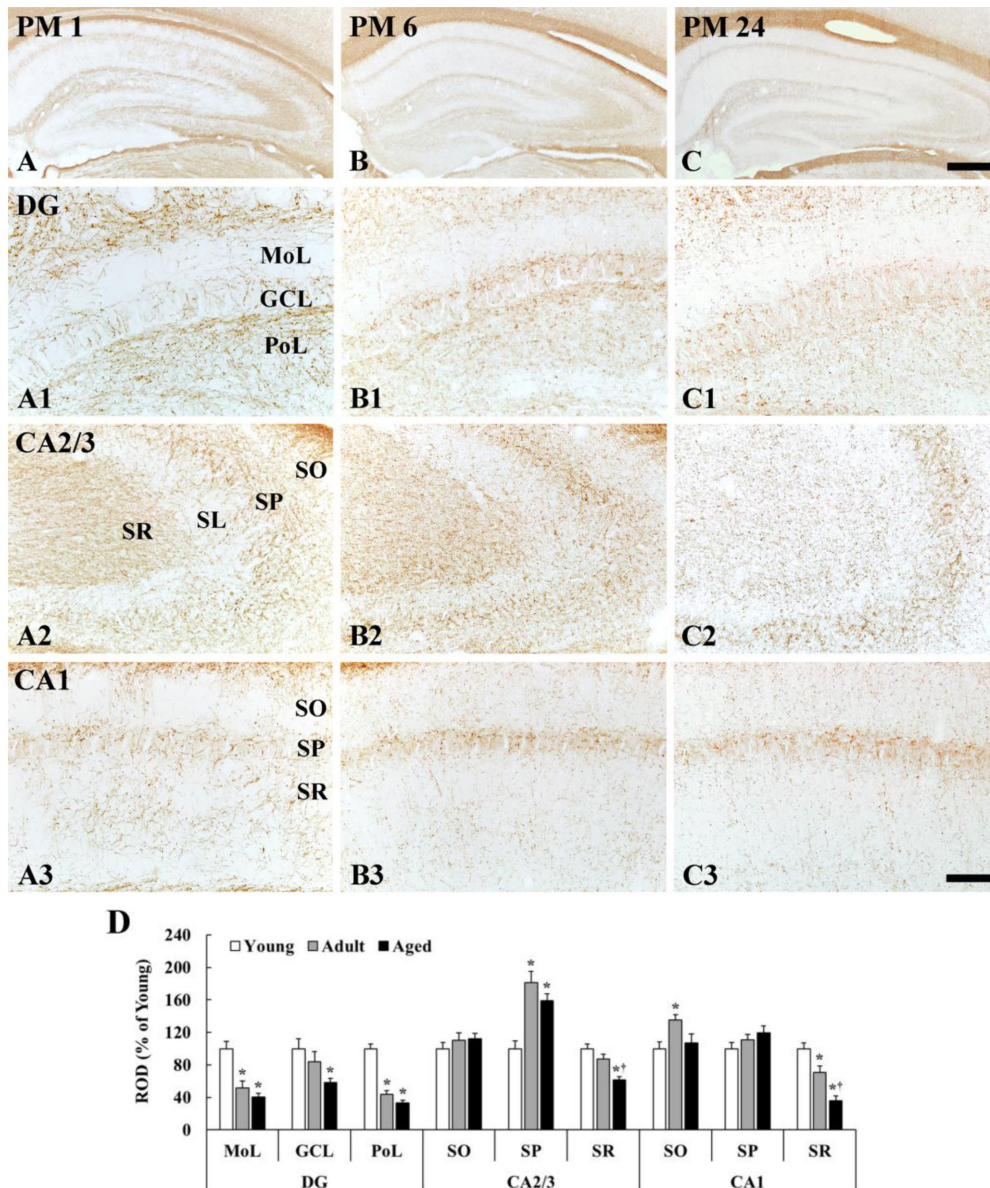 PM 1 PM 6 PM 24
A B C
DG
MoL
GCL
PoL
A1 B1 C1
CA2/3
SO
SP
SL
SR
A2 B2 C2
CA1
SO
SP
SR
A3 B3 C3
D
240
200
160
120
80
40
0
ROD (% of Young)
Young Adult Aged
* * * * * * * *† * * *†
MoL GCL PoL SO SP SR SO SP SR
DG CA2/3 CA1